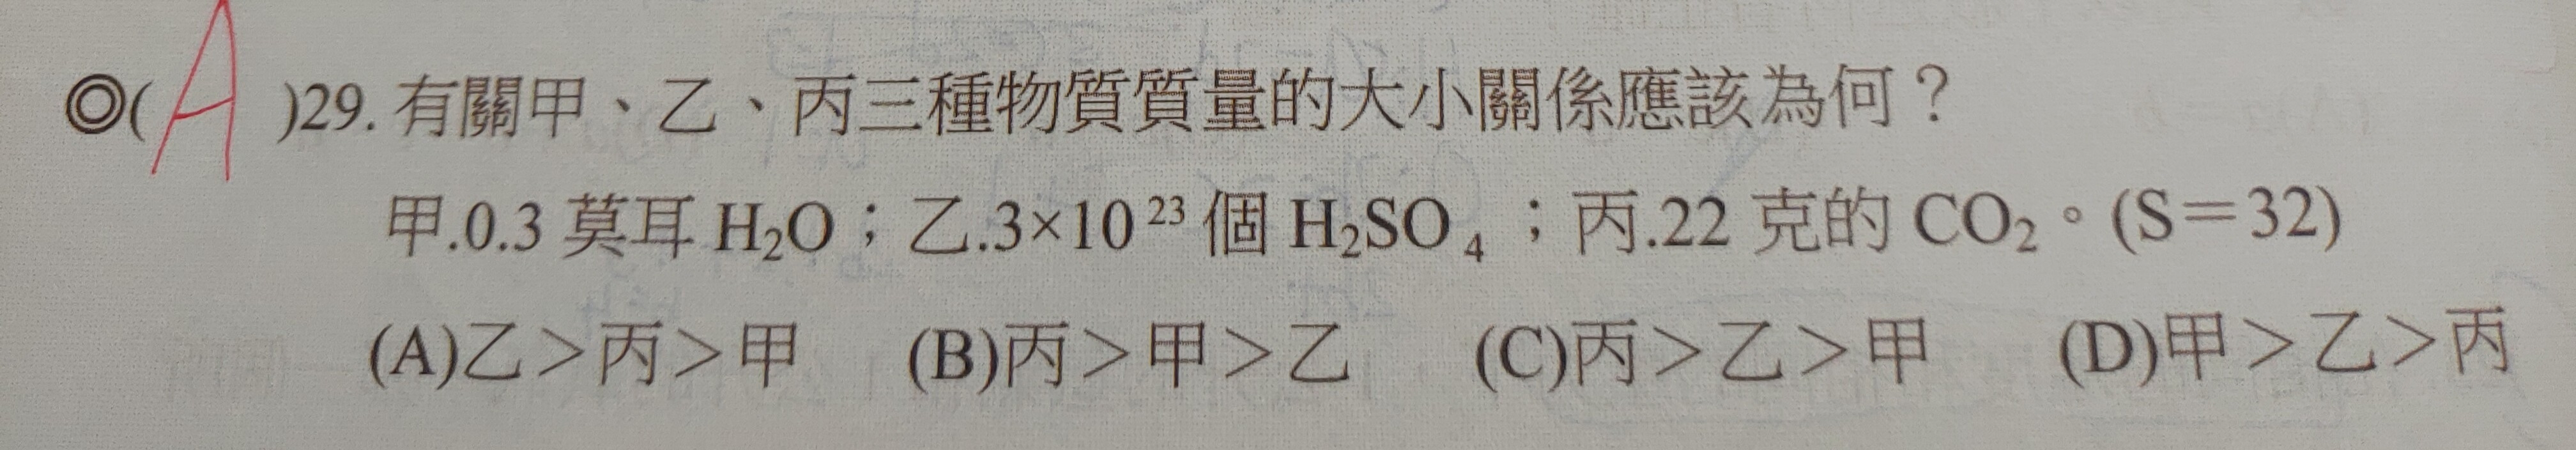 ◎( A )29. 有關甲、乙、丙三種物質質量的大小關係應該為何？
甲.0.3 莫耳 H₂O；乙.3×10²³ 個 H₂SO₄；丙.22 克的 CO₂。(S＝32)
(A)乙＞丙＞甲 (B)丙＞甲＞乙 (C)丙＞乙＞甲 (D)甲＞乙＞丙